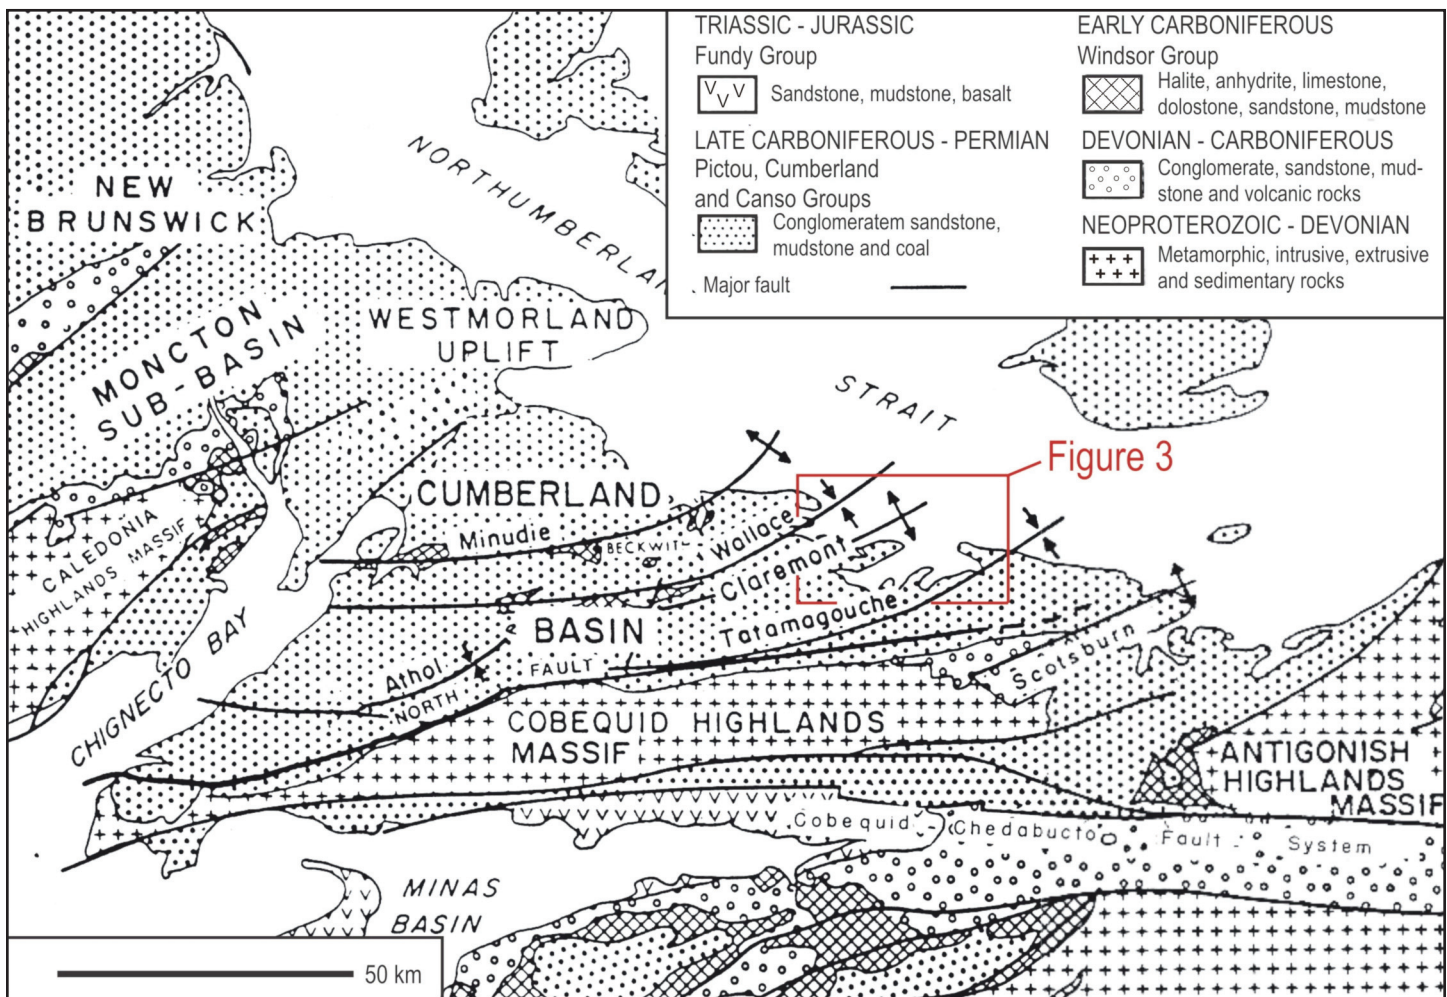 TRIASSIC - JURASSIC
Fundy Group
V V V
Sandstone, mudstone, basalt
LATE CARBONIFEROUS - PERMIAN
Pictou, Cumberland
and Canso Groups
Conglomeratem sandstone,
mudstone and coal
Major fault
EARLY CARBONIFEROUS
Windsor Group
Halite, anhydrite, limestone,
dolostone, sandstone, mudstone
DEVONIAN - CARBONIFEROUS
Conglomerate, sandstone, mud-
stone and volcanic rocks
NEOPROTEROZOIC - DEVONIAN
Metamorphic, intrusive, extrusive
and sedimentary rocks
NORTHUMBERLAN
STRAIT
NEW
BRUNSWICK
WESTMORLAND
UPLIFT
MONCTON
SUB-BASIN
Figure 3
CUMBERLAND
Minudie
BECKWIT
Wallace
Claremont
CALEDONIA
HIGHLANDS MASSIF
Tatamagouche
BASIN
CHIGNECTO BAY
Athol
NORTH
FAULT
Scotsburn
COBEQUID HIGHLANDS
MASSIF
ANTIGONISH
HIGHLANDS
MASSIF
Cobequid - Chedabucto Fault - System
MINAS
BASIN
50 km